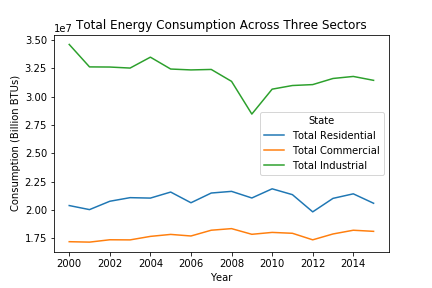 Total Energy Consumption Across Three Sectors
1e7
3.50
3.25
3.00
2.75
2.50
2.25
2.00
1.75
Consumption (Billion BTUs)
State
Total Residential
Total Commercial
Total Industrial
2000 2002 2004 2006 2008 2010 2012 2014
Year